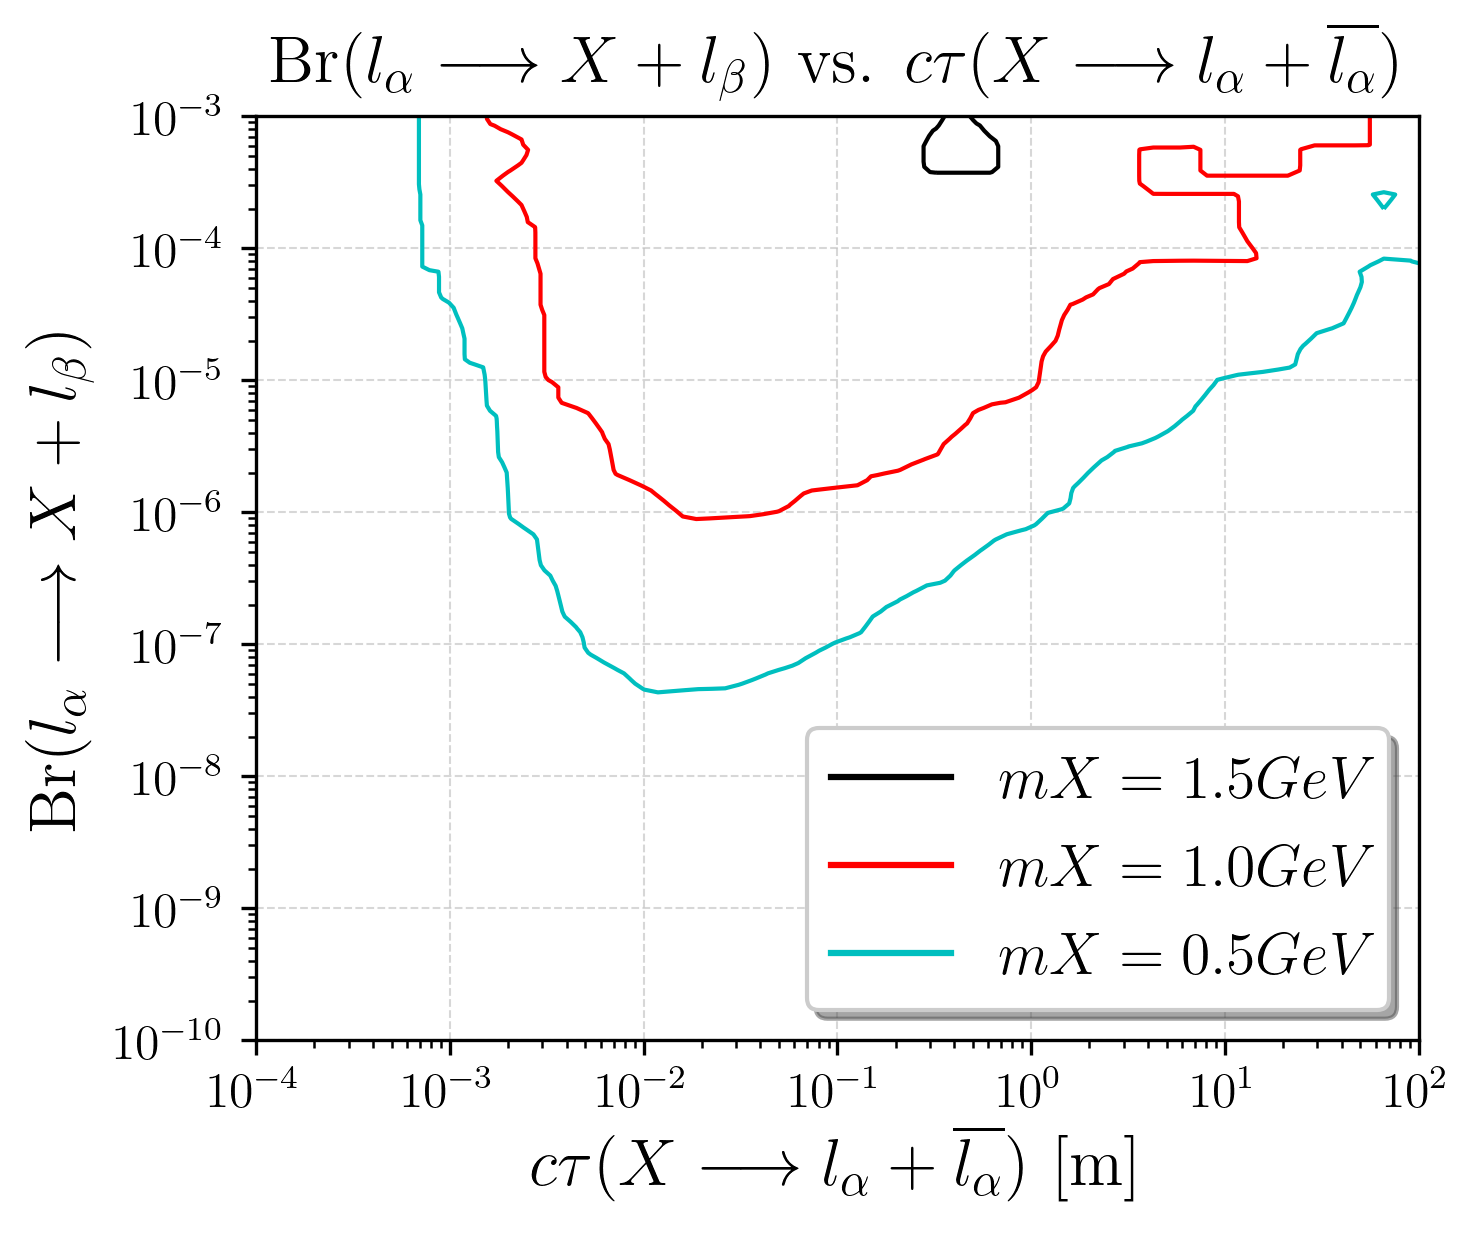 Br(l_α ⟶ X + l_β) vs. cτ(X ⟶ l_α + \overline{l_α})
Br(l_α ⟶ X + l_β)
10^{-3}
10^{-4}
10^{-5}
10^{-6}
10^{-7}
10^{-8}
10^{-9}
10^{-10}
mX = 1.5GeV
mX = 1.0GeV
mX = 0.5GeV
10^{-4} 10^{-3} 10^{-2} 10^{-1} 10^{0} 10^{1} 10^{2}
cτ(X ⟶ l_α + \overline{l_α}) [m]